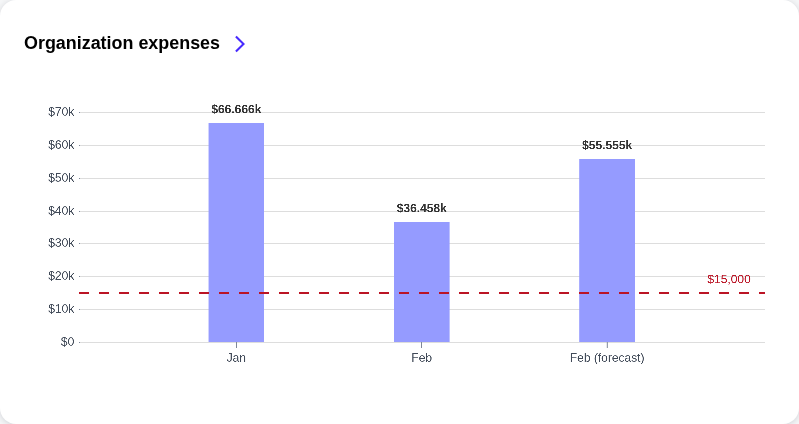 Organization expenses
$66.666k
$70k
$60k
$55.555k
$50k
$40k
$36.458k
$30k
$20k
$15,000
$10k
$0
Jan
Feb
Feb (forecast)